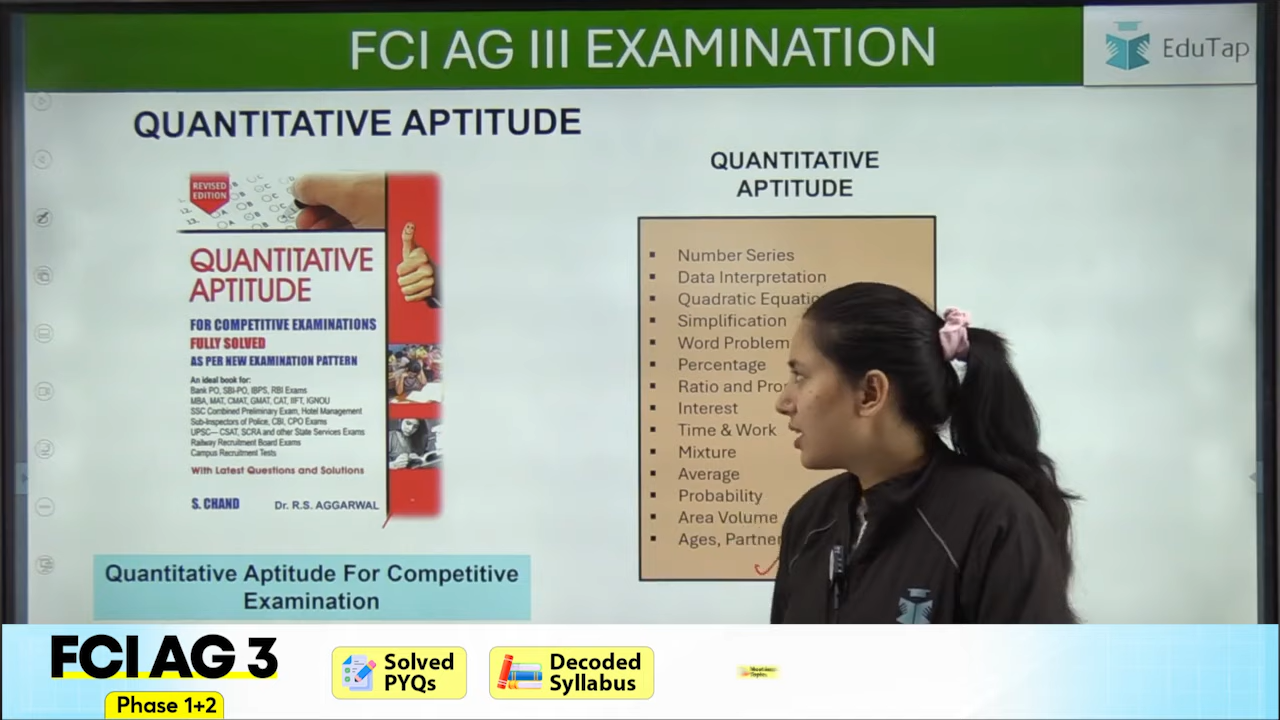 FCI AG III EXAMINATION
EduTap
QUANTITATIVE APTITUDE
REVISED
EDITION
QUANTITATIVE
APTITUDE
FOR COMPETITIVE EXAMINATIONS
FULLY SOLVED
AS PER NEW EXAMINATION PATTERN
An ideal book for:
Bank PO, SBI-PO, IBPS, RBI Exams
MBA, MAT, CMAT, GMAT, CAT, IIFT, IGNOU
SSC Combined Preliminary Exam, Hotel Management
Sub-Inspectors of Police, CBI, CPO Exams
UPSC— CSAT, SCRA and other State Services Exams
Railway Recruitment Board Exams
Campus Recruitment Tests
With Latest Questions and Solutions
S. CHAND Dr. R.S. AGGARWAL
Quantitative Aptitude For Competitive
Examination
QUANTITATIVE
APTITUDE
Number Series
Data Interpretation
Quadratic
Simplification
Word Problem
Percentage
Ratio and
Interest
Time & Work
Mixture
Average
Probability
Area Volume
Ages,
FCI AG 3
Phase 1+2
Solved
PYQs
Decoded
Syllabus